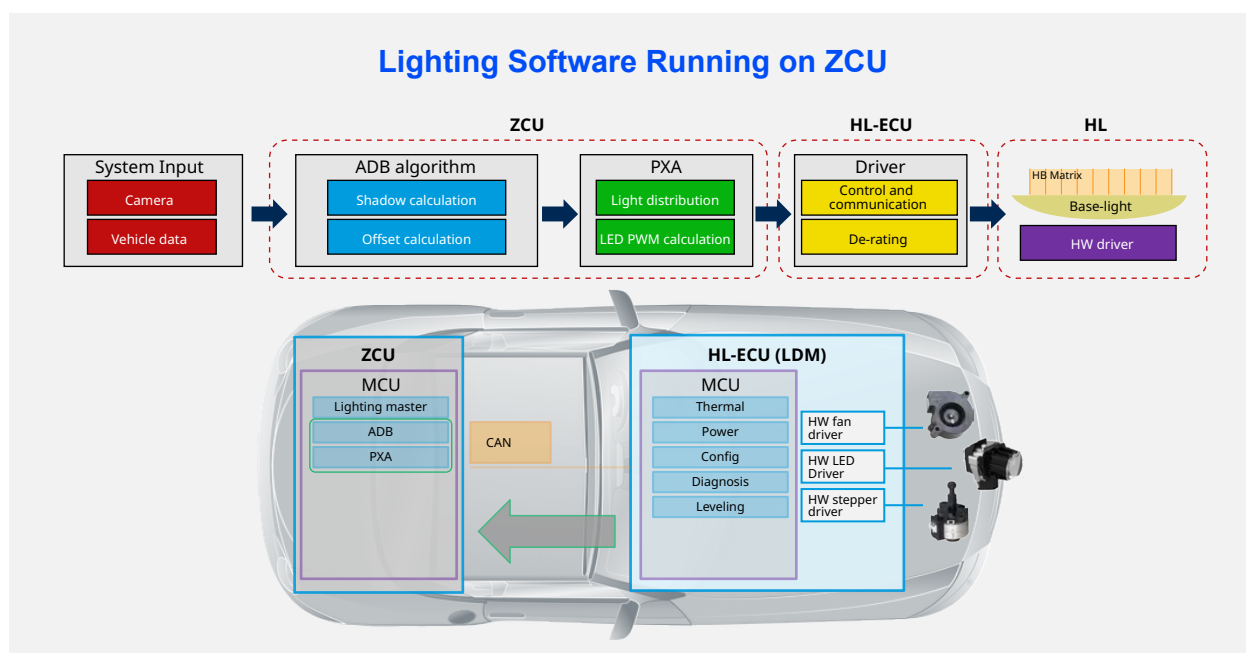 Lighting Software Running on ZCU
ZCU
HL-ECU
HL
System Input
Camera
Vehicle data
ADB algorithm
Shadow calculation
Offset calculation
PXA
Light distribution
LED PWM calculation
Driver
Control and
communication
De-rating
HB Matrix
Base-light
HW driver
ZCU
MCU
Lighting master
ADB
PXA
CAN
HL-ECU (LDM)
MCU
Thermal
Power
Config
Diagnosis
Leveling
HW fan
driver
HW LED
Driver
HW stepper
driver